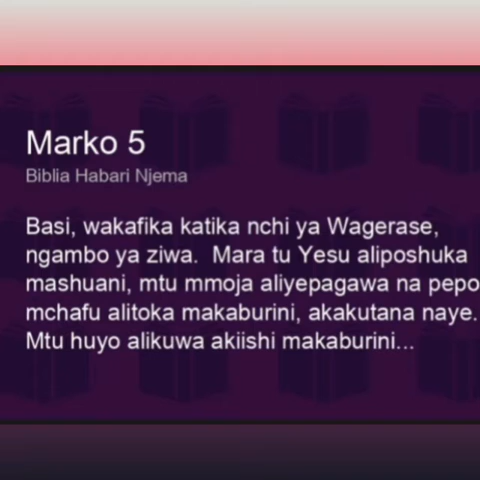 Marko 5
Biblia Habari Njema
Basi, wakafika katika nchi ya Wagerase,
ngambo ya ziwa. Mara tu Yesu aliposhuka
mashuani, mtu mmoja aliyepagawa na pepo
mchafu alitoka makaburini, akakutana naye.
Mtu huyo alikuwa akiishi makaburini...